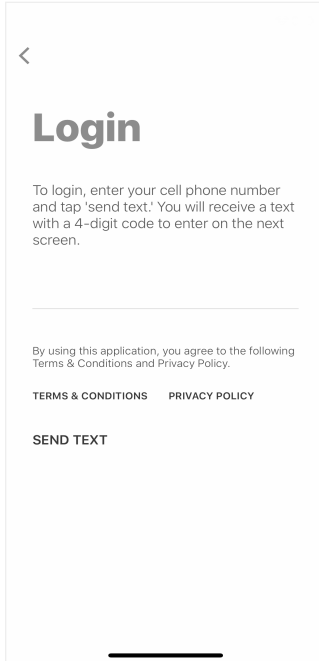 Login
To login, enter your cell phone number
and tap 'send text.' You will receive a text
with a 4-digit code to enter on the next
screen.
By using this application, you agree to the following
Terms & Conditions and Privacy Policy.
TERMS & CONDITIONS PRIVACY POLICY
SEND TEXT